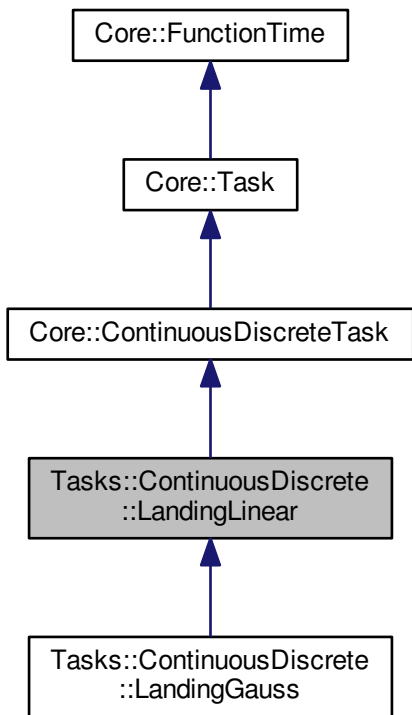 Core::FunctionTime
Core::Task
Core::ContinuousDiscreteTask
Tasks::ContinuousDiscrete
::LandingLinear
Tasks::ContinuousDiscrete
::LandingGauss